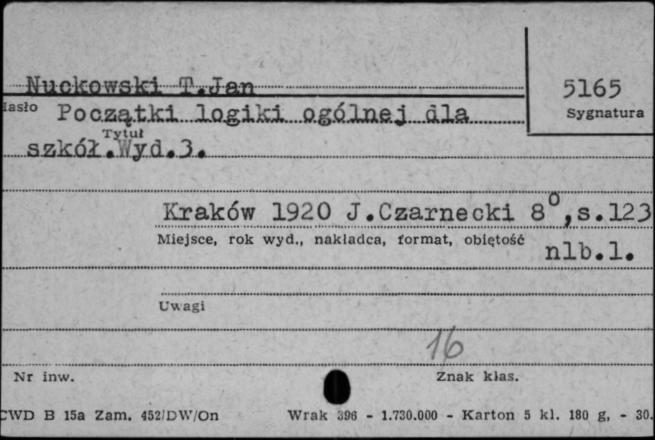 Nuckowski T.Jan
5165
Hasło Początki logiki ogólnej dla
Sygnatura
Tytuł
szkół.Wyd.3.
Kraków 1920 J.Czarnecki 8⁰,s.123
Miejsce, rok wyd., nakładca, format, objętość
nlb.1.
Uwagi
16
Nr inw.
Znak klas.
CWD B 15a Zam. 452/DW/On Wrak 396 - 1.730.000 - Karton 5 kl. 180 g, - 30.